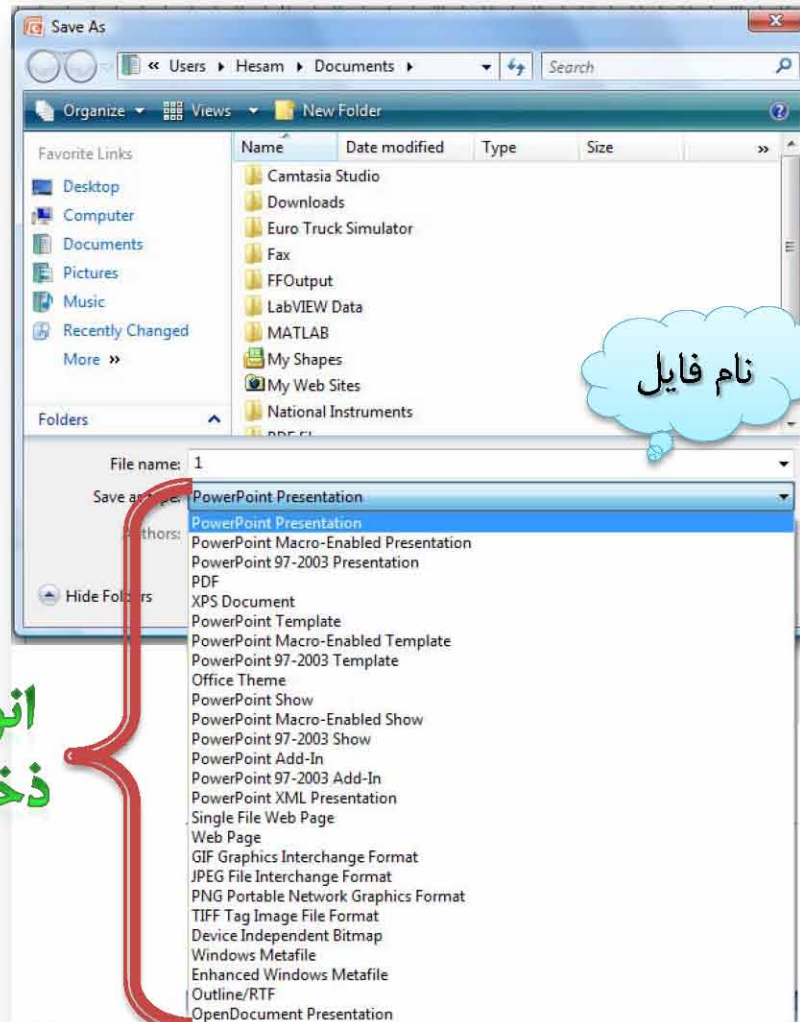 Save As
« Users ▸ Hesam ▸ Documents ▸
Search
Organize
Views
New Folder
Favorite Links
Desktop
Computer
Documents
Pictures
Music
Recently Changed
More »
Folders
Name Date modified Type Size »
Camtasia Studio
Downloads
Euro Truck Simulator
Fax
FFOutput
LabVIEW Data
MATLAB
My Shapes
My Web Sites
National Instruments
نام فایل
File name: 1
Save as type: PowerPoint Presentation
Hide Folders
PowerPoint Presentation
PowerPoint Macro-Enabled Presentation
PowerPoint 97-2003 Presentation
PDF
XPS Document
PowerPoint Template
PowerPoint Macro-Enabled Template
PowerPoint 97-2003 Template
Office Theme
PowerPoint Show
PowerPoint Macro-Enabled Show
PowerPoint 97-2003 Show
PowerPoint Add-In
PowerPoint 97-2003 Add-In
PowerPoint XML Presentation
Single File Web Page
Web Page
GIF Graphics Interchange Format
JPEG File Interchange Format
PNG Portable Network Graphics Format
TIFF Tag Image File Format
Device Independent Bitmap
Windows Metafile
Enhanced Windows Metafile
Outline/RTF
OpenDocument Presentation